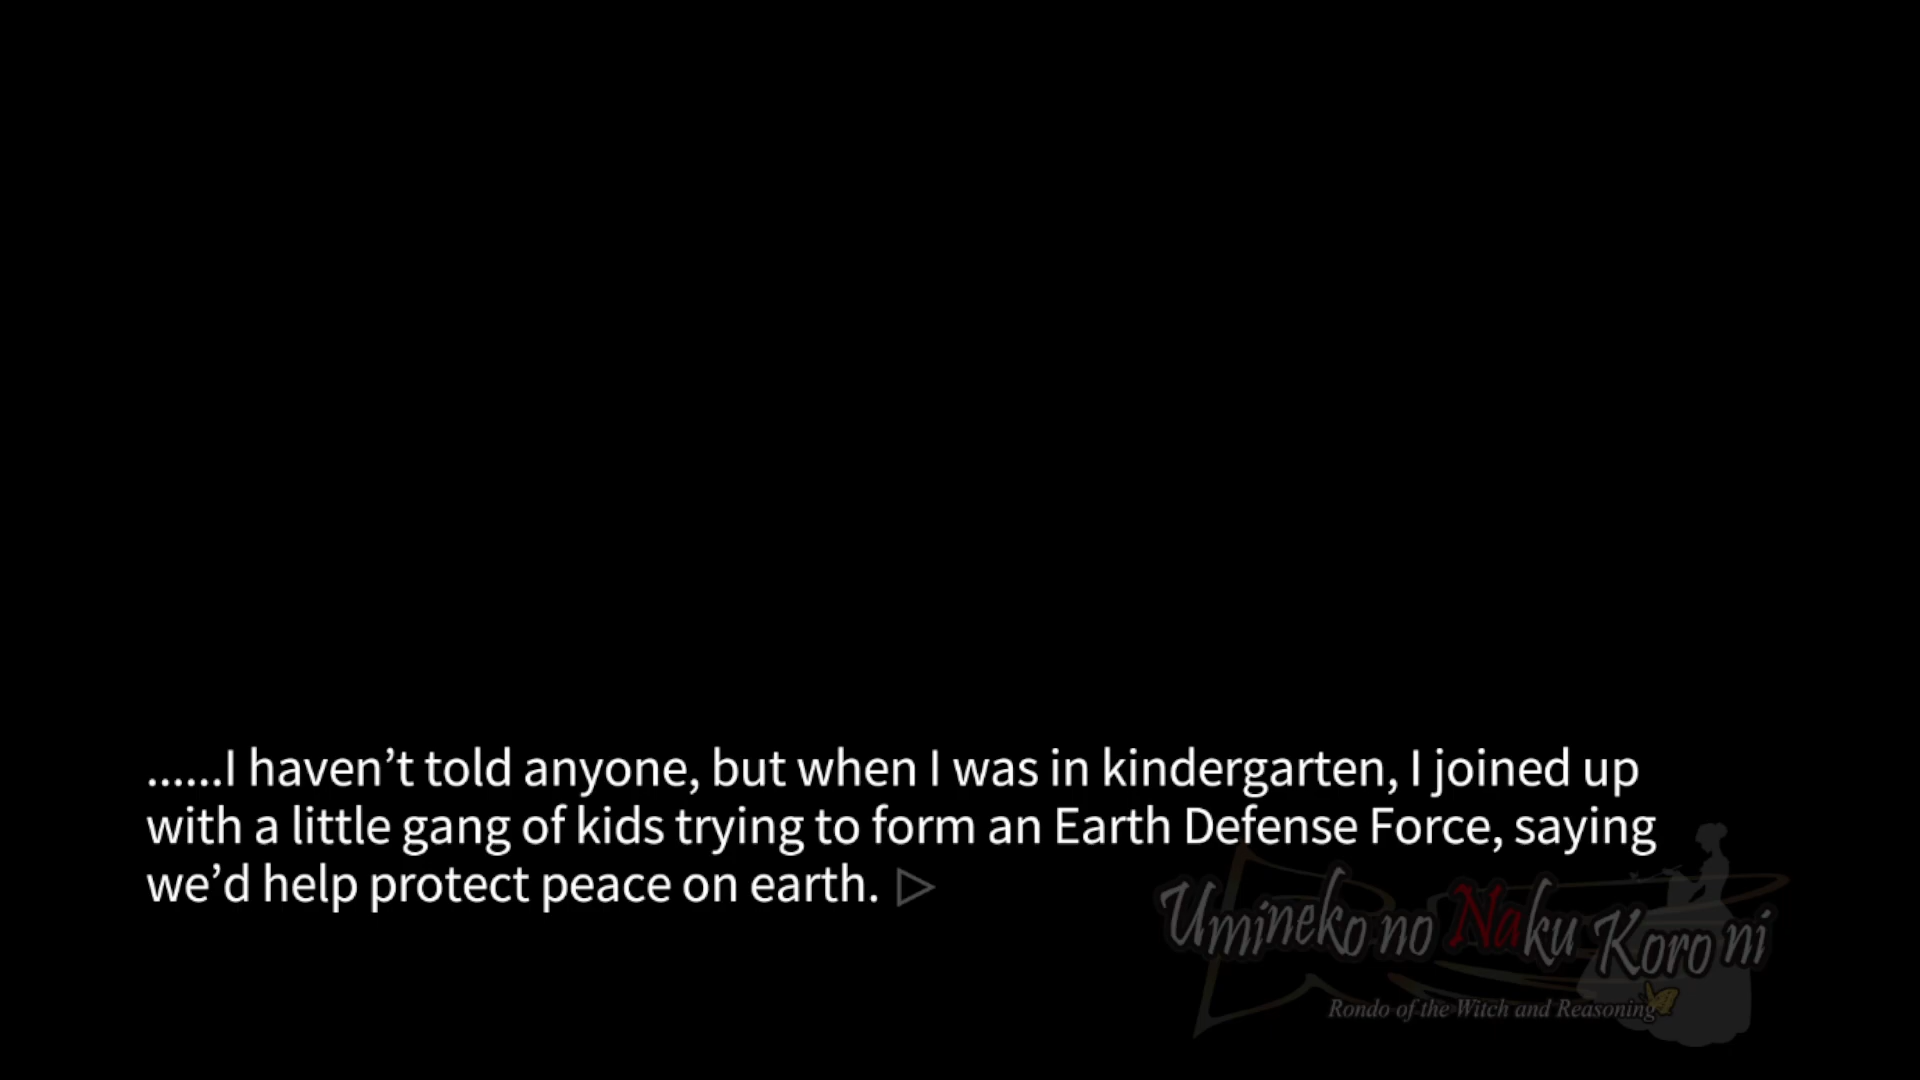 ......I haven’t told anyone, but when I was in kindergarten, I joined up
with a little gang of kids trying to form an Earth Defense Force, saying
we’d help protect peace on earth.
Umineko no Naku Koro ni
Rondo of the Witch and Reasoning